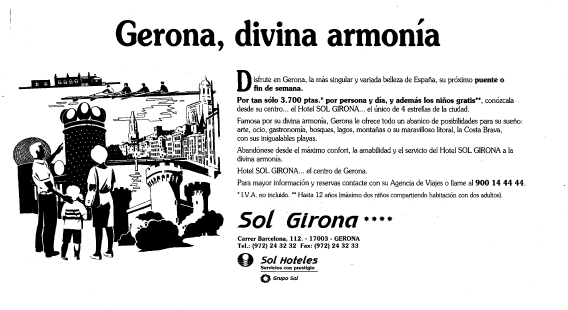 Gerona, divina armonía
Disfrute en Gerona, la más singular y variada belleza de España, su próximo puente o
fin de semana.
Por tan sólo 3.700 ptas.* por persona y día, y además los niños gratis**, conózcala
desde su centro... el Hotel SOL GIRONA... el único de 4 estrellas de la ciudad.
Famosa por su divina armonía, Gerona le ofrece todo un abanico de posibilidades para su sueño:
arte, ocio, gastronomía, bosques, lagos, montañas o su maravilloso litoral, la Costa Brava,
con sus inigualables playas.
Abandónese desde el máximo confort, la amabilidad y el servicio del Hotel SOL GIRONA a la
divina armonía.
Hotel SOL GIRONA... el centro de Gerona.
Para mayor información y reservas contacte con su Agencia de Viajes o llame al 900 14 44 44.
* I.V.A. no incluido. ** Hasta 12 años (máximo dos niños compartiendo habitación con dos adultos).
Sol Girona ****
Carrer Barcelona, 112. - 17003 - GERONA
Tel.: (972) 24 32 32 Fax: (972) 24 32 33
Sol Hoteles
Servicios con prestigio
Grupo Sol